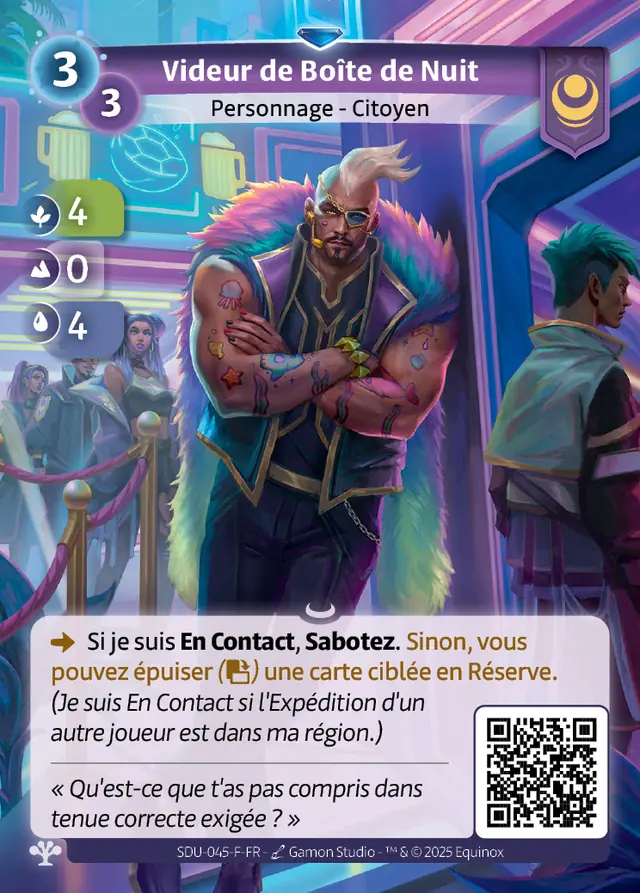 3
Videur de Boîte de Nuit
3
Personnage - Citoyen
4
0
4
Si je suis En Contact, Sabotez. Sinon, vous
pouvez épuiser () une carte ciblée en Réserve.
(Je suis En Contact si l'Expédition d'un
autre joueur est dans ma région.)
« Qu'est-ce que t'as pas compris dans
tenue correcte exigée ? »
SDU-045-F-FR - Gamon Studio - ™ & © 2025 Equinox